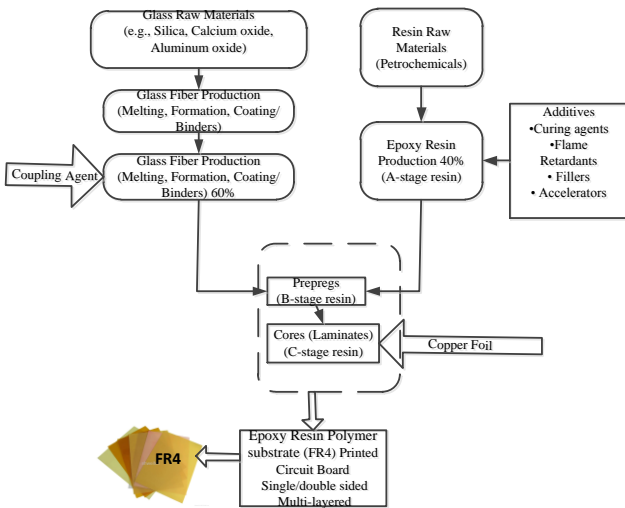 Glass Raw Materials
(e.g., Silica, Calcium oxide,
Aluminum oxide)
Resin Raw
Materials
(Petrochemicals)
Glass Fiber Production
(Melting, Formation, Coating/
Binders)
Additives
•Curing agents
•Flame
Retardants
• Fillers
• Accelerators
Epoxy Resin
Production 40%
(A-stage resin)
Coupling Agent
Glass Fiber Production
(Melting, Formation, Coating/
Binders) 60%
Prepregs
(B-stage resin)
Cores (Laminates)
(C-stage resin)
Copper Foil
Epoxy Resin Polymer
substrate (FR4) Printed
Circuit Board
Single/double sided
Multi-layered
FR4